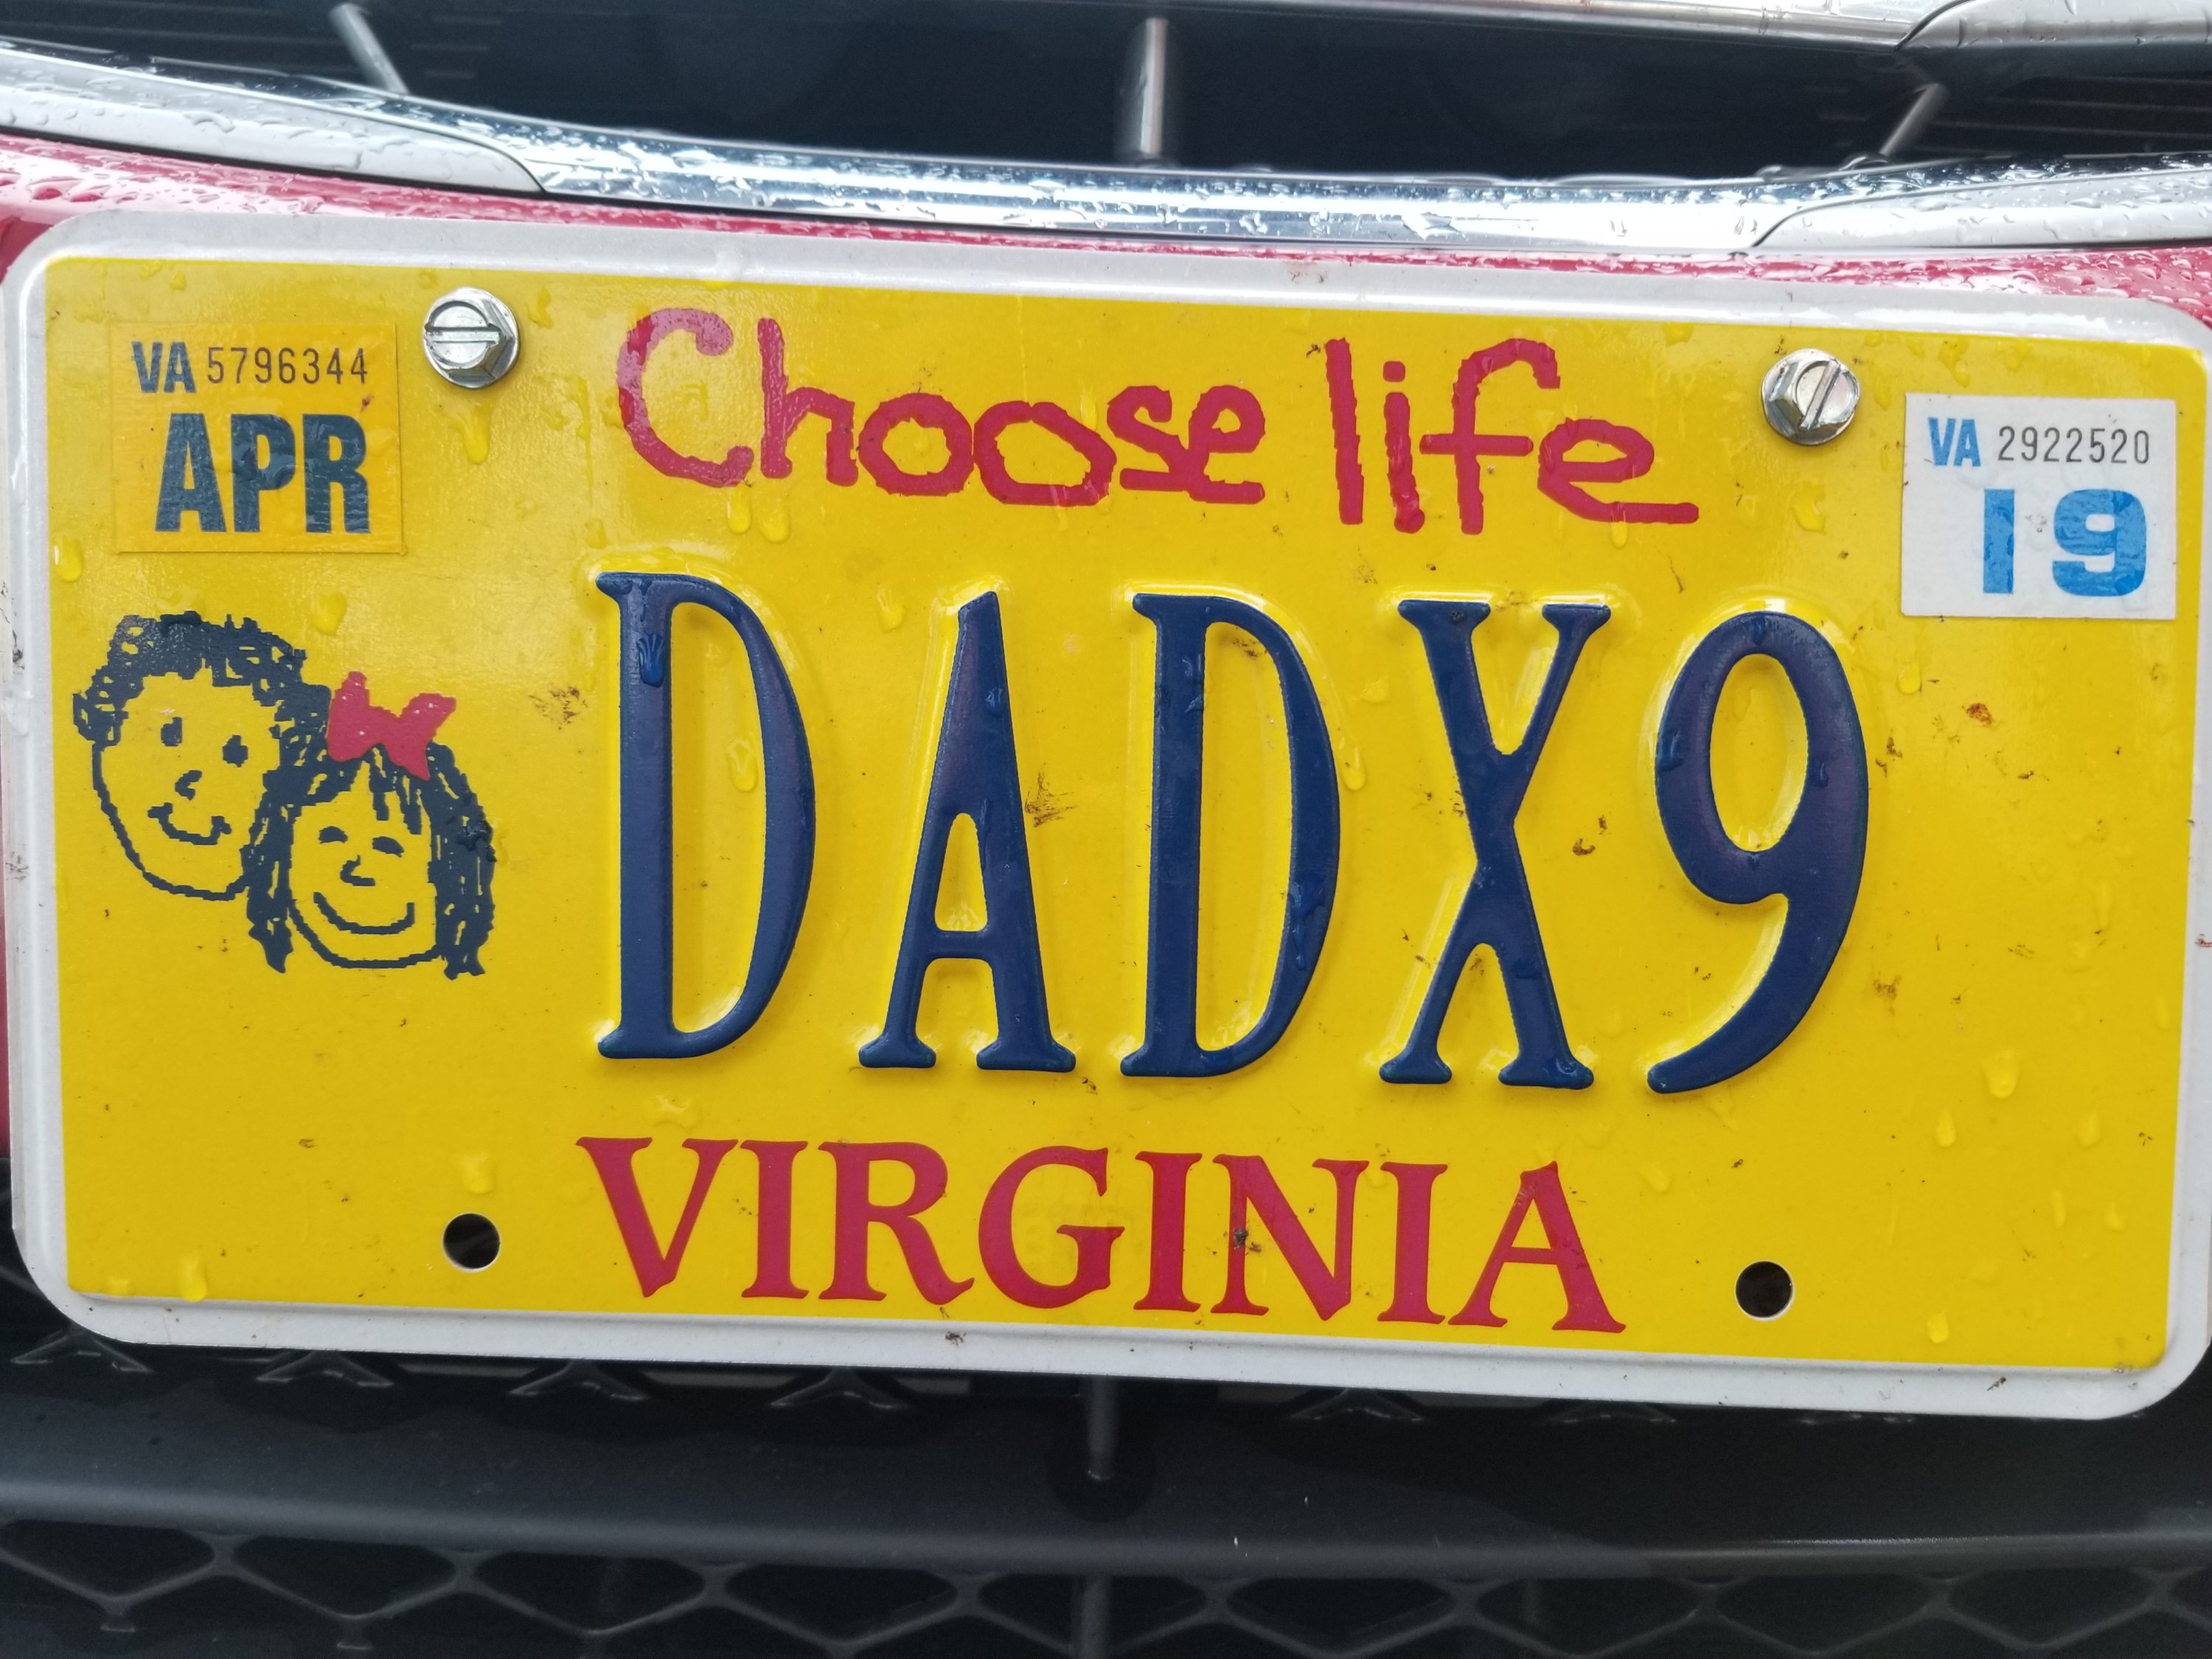 Choose life
VA 5796344
APR
VA 2922520
19
DADX9
VIRGINIA